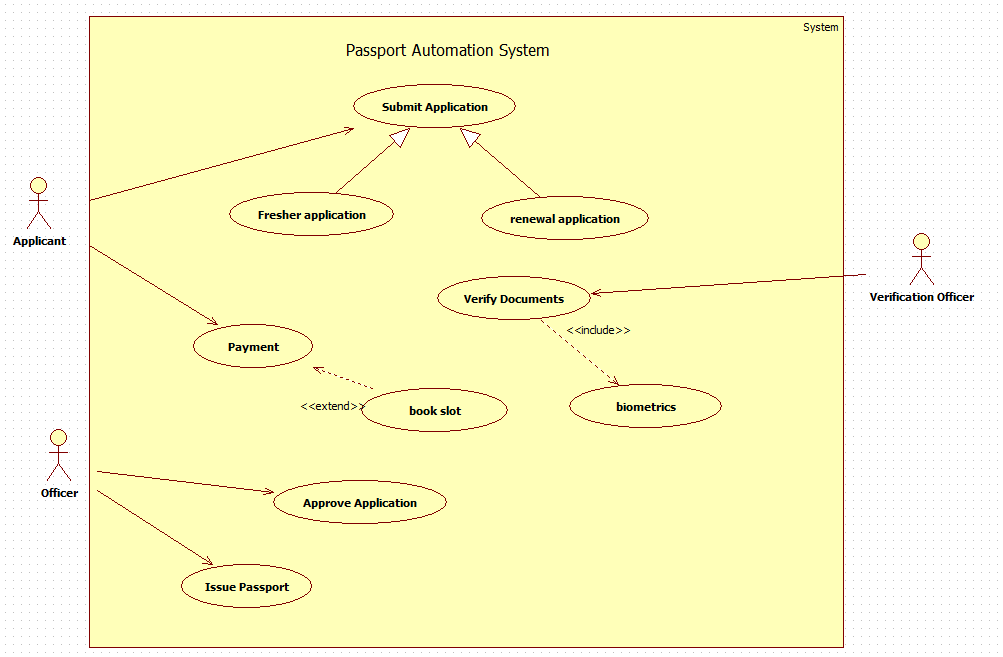 System
Passport Automation System
Submit Application
Fresher application
renewal application
Applicant
Verify Documents
Verification Officer
<<include>>
Payment
<<extend>>
book slot
biometrics
Officer
Approve Application
Issue Passport